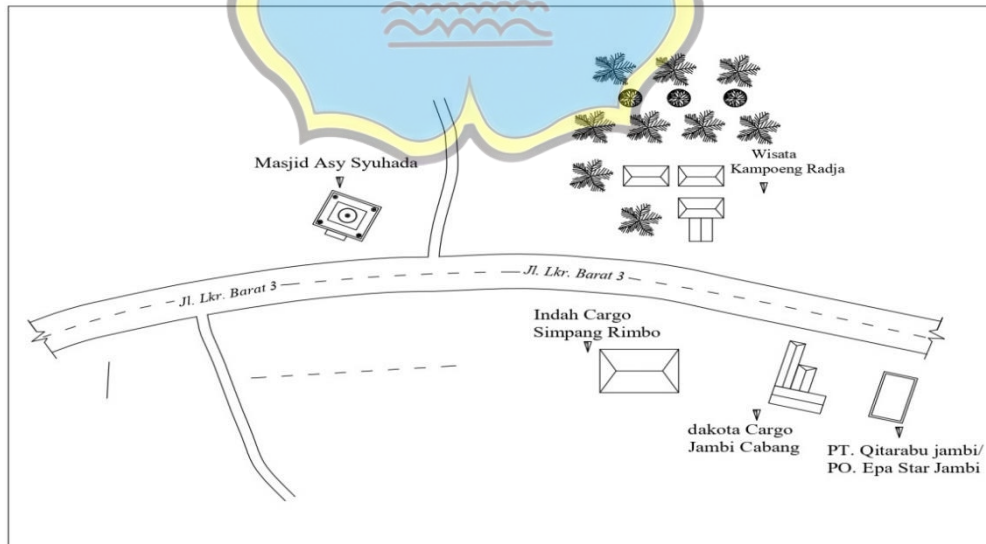 Masjid Asy Syuhada
Wisata
Kampoeng Radja
Jl. Lkr. Barat 3
Jl. Lkr. Barat 3
Indah Cargo
Simpang Rimbo
dakota Cargo
Jambi Cabang
PT. Qitarabu jambi/
PO. Epa Star Jambi